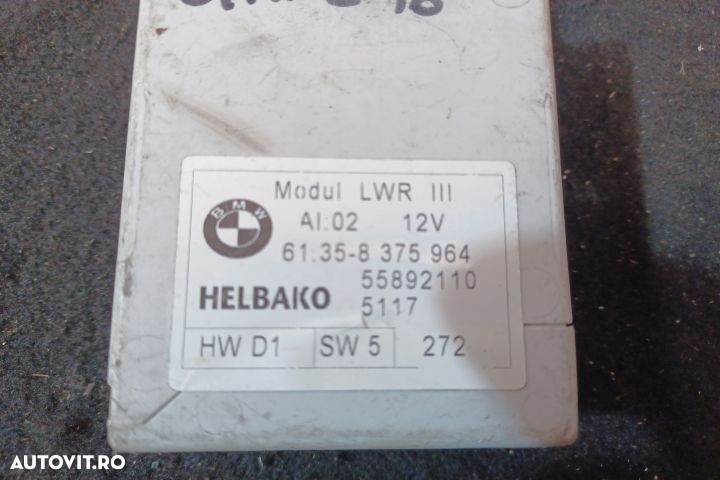 Modul LWR III
BMW
AI:02 12V
61.35-8 375 964
HELBAKO
55892110
5117
HW D1 SW 5 272
AUTOVIT.RO